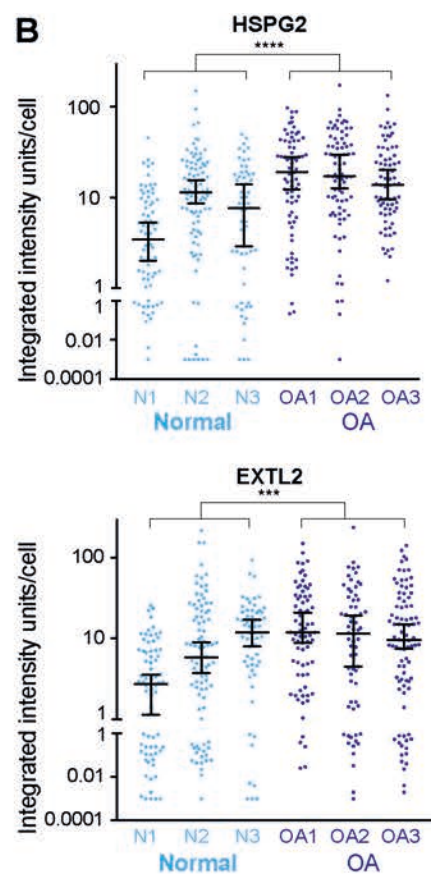 B
HSPG2
****
Integrated intensity units/cell
100
10
1
1
0.01
0.0001
N1 N2 N3 OA1 OA2 OA3
Normal OA
EXTL2
***
Integrated intensity units/cell
100
10
1
1
0.01
0.0001
N1 N2 N3 OA1 OA2 OA3
Normal OA